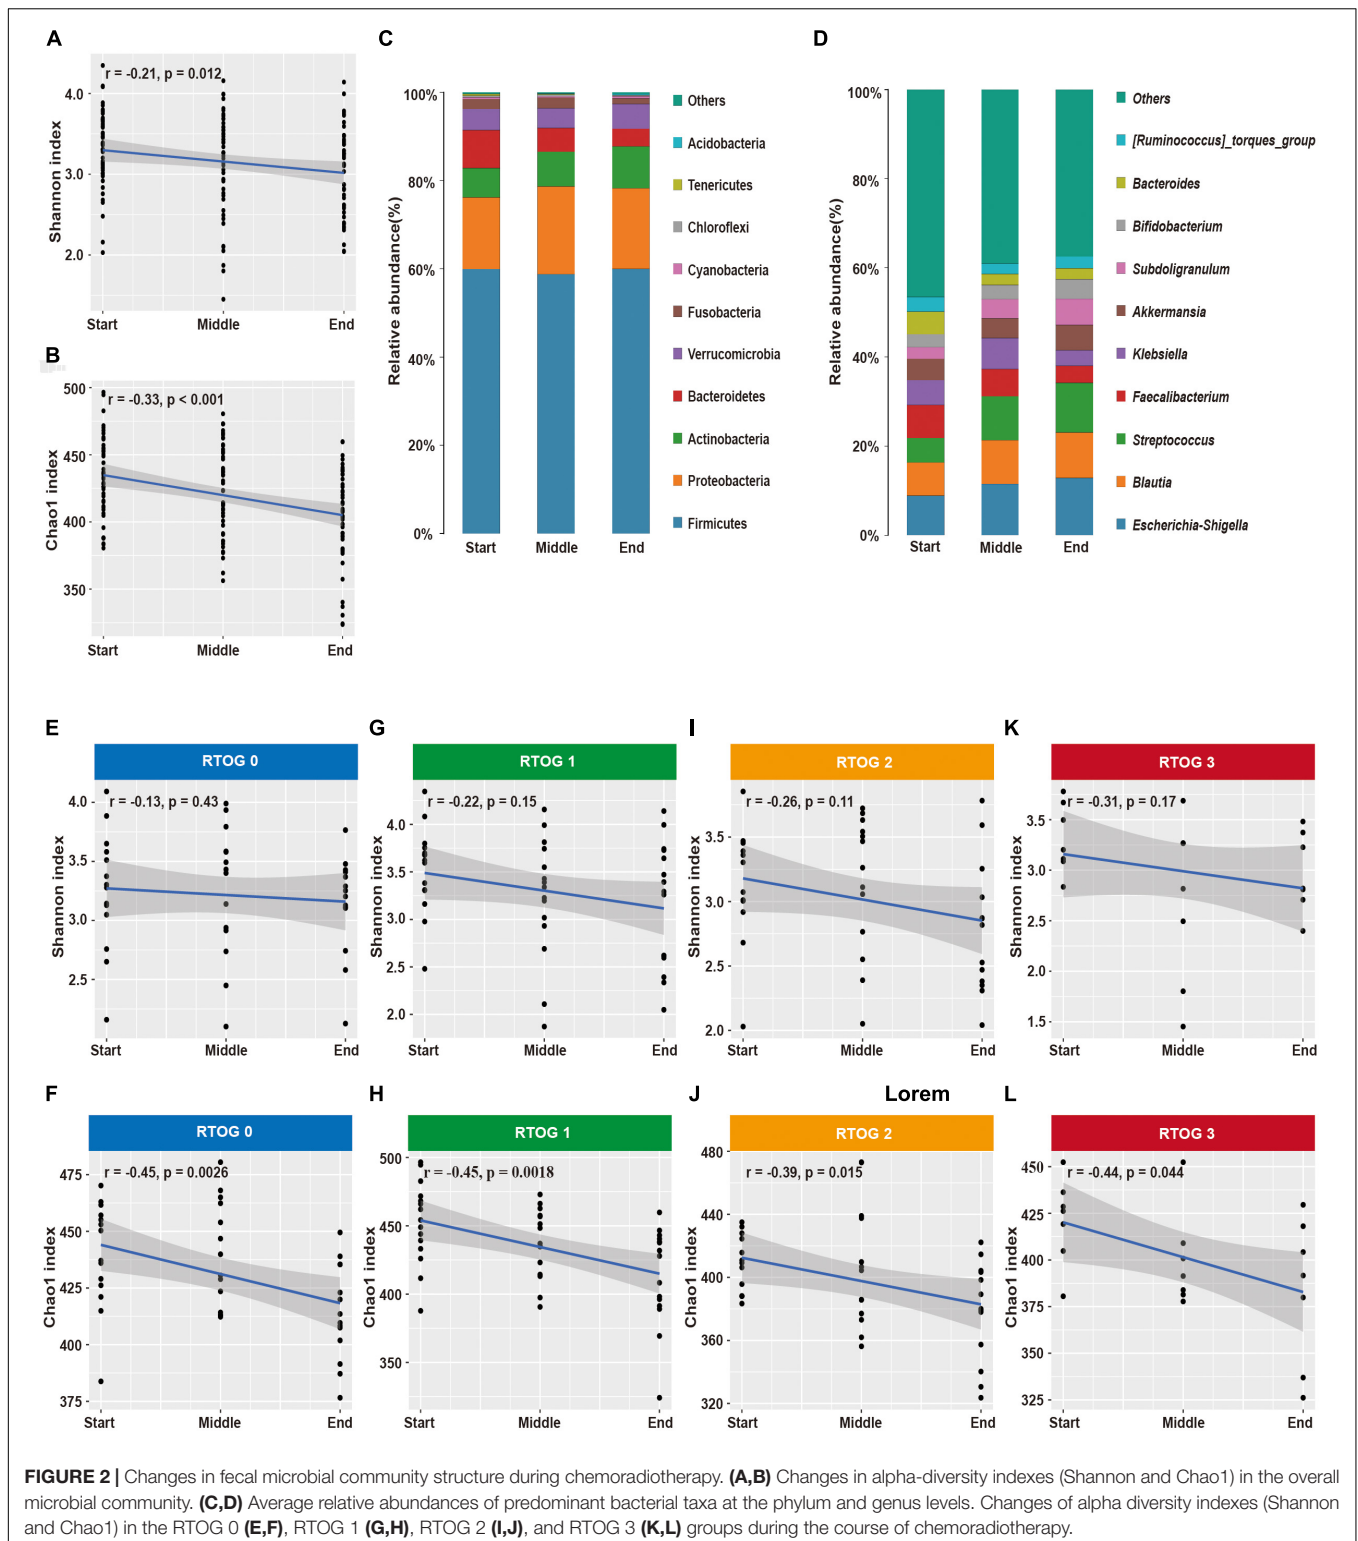 A
r = -0.21, p = 0.012
4.0
3.0
2.0
Shannon index
Start Middle End
B
r = -0.33, p < 0.001
500
450
400
350
Chao1 index
Start Middle End
C
100%
80%
60%
40%
20%
0%
Relative abundance(%)
Start Middle End
Others
Acidobacteria
Tenericutes
Chloroflexi
Cyanobacteria
Fusobacteria
Verrucomicrobia
Bacteroidetes
Actinobacteria
Proteobacteria
Firmicutes
D
100%
80%
60%
40%
20%
0%
Relative abundance(%)
Start Middle End
Others
[Ruminococcus]_torques_group
Bacteroides
Bifidobacterium
Subdoligranulum
Akkermansia
Klebsiella
Faecalibacterium
Streptococcus
Blautia
Escherichia-Shigella
E
RTOG 0
r = -0.13, p = 0.43
4.0
3.5
3.0
2.5
Shannon index
Start Middle End
G
RTOG 1
r = -0.22, p = 0.15
4.0
3.5
3.0
2.5
2.0
Shannon index
Start Middle End
I
RTOG 2
r = -0.26, p = 0.11
3.5
3.0
2.5
2.0
Shannon index
Start Middle End
K
RTOG 3
r = -0.31, p = 0.17
3.5
3.0
2.5
2.0
1.5
Shannon index
Start Middle End
F
RTOG 0
r = -0.45, p = 0.0026
475
450
425
400
375
Chao1 index
Start Middle End
H
RTOG 1
r = -0.45, p = 0.0018
500
450
400
350
Chao1 index
Start Middle End
J
Lorem
RTOG 2
r = -0.39, p = 0.015
480
440
400
360
320
Chao1 index
Start Middle End
L
RTOG 3
r = -0.44, p = 0.044
450
425
400
375
350
325
Chao1 index
Start Middle End
FIGURE 2 | Changes in fecal microbial community structure during chemoradiotherapy. (A,B) Changes in alpha-diversity indexes (Shannon and Chao1) in the overall
microbial community. (C,D) Average relative abundances of predominant bacterial taxa at the phylum and genus levels. Changes of alpha diversity indexes (Shannon
and Chao1) in the RTOG 0 (E,F), RTOG 1 (G,H), RTOG 2 (I,J), and RTOG 3 (K,L) groups during the course of chemoradiotherapy.